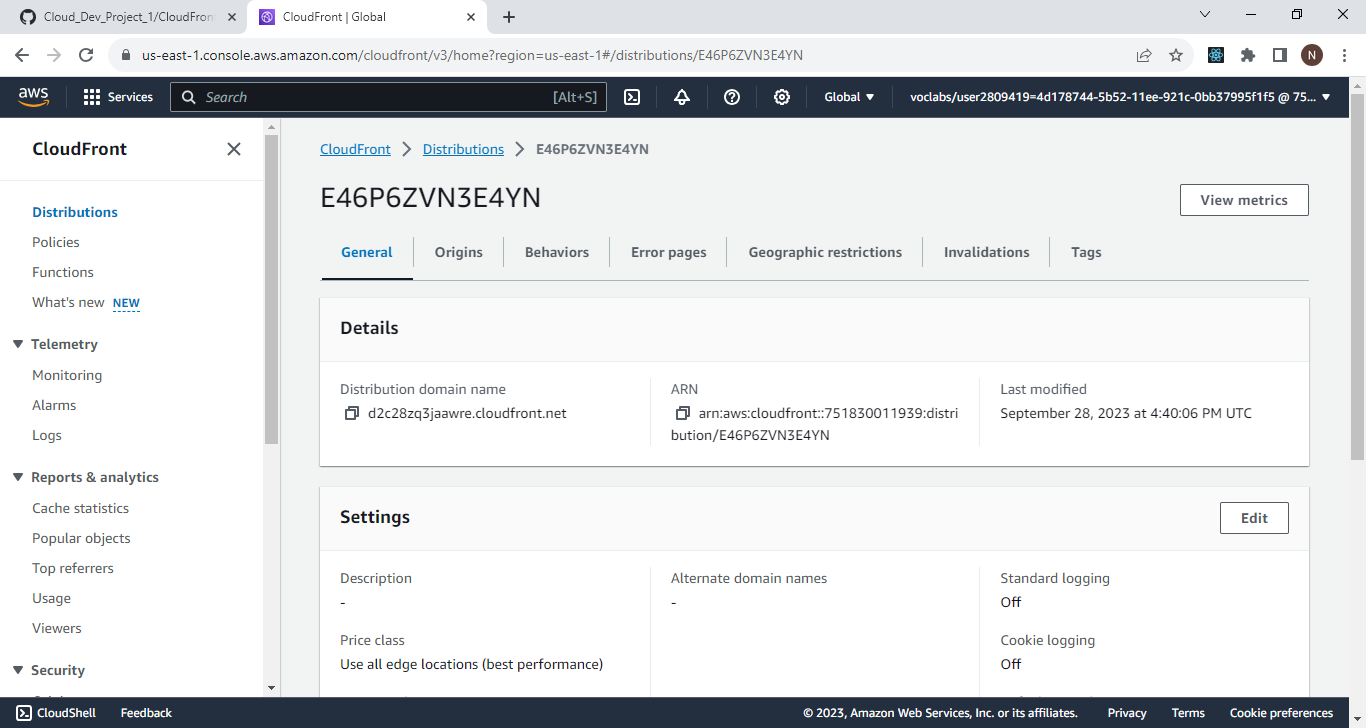 Cloud_Dev_Project_1/CloudFron
CloudFront | Global
us-east-1.console.aws.amazon.com/cloudfront/v3/home?region=us-east-1#/distributions/E46P6ZVN3E4YN
N
aws
Services
Search
[Alt+S]
Global
voclabs/user2809419=4d178744-5b52-11ee-921c-0bb37995f1f5 @ 75...
CloudFront
Distributions
Policies
Functions
What's new NEW
Telemetry
Monitoring
Alarms
Logs
Reports & analytics
Cache statistics
Popular objects
Top referrers
Usage
Viewers
Security
CloudFront
Distributions
E46P6ZVN3E4YN
E46P6ZVN3E4YN
View metrics
General
Origins
Behaviors
Error pages
Geographic restrictions
Invalidations
Tags
Details
Distribution domain name
d2c28zq3jaawre.cloudfront.net
ARN
arn:aws:cloudfront::751830011939:distri
bution/E46P6ZVN3E4YN
Last modified
September 28, 2023 at 4:40:06 PM UTC
Settings
Edit
Description
-
Price class
Use all edge locations (best performance)
Alternate domain names
-
Standard logging
Off
Cookie logging
Off
CloudShell
Feedback
© 2023, Amazon Web Services, Inc. or its affiliates.
Privacy
Terms
Cookie preferences